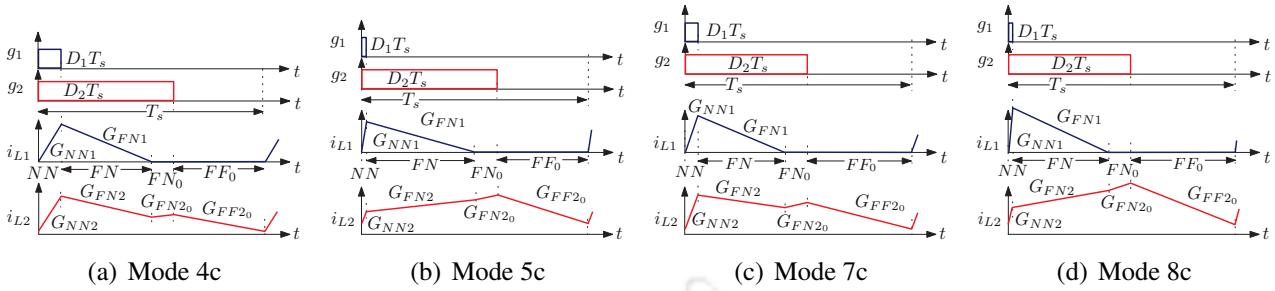 g1 D1Ts t
g2 D2Ts t
Ts
iL1 GNN1 GFN1 t
NN FN FN0 FF0
iL2 GNN2 GFN2 GFN20 GFF20 t
(a) Mode 4c
g1 D1Ts t
g2 D2Ts t
Ts
iL1 GNN1 GFN1 t
NN FN FN0 FF0
iL2 GNN2 GFN2 GFN20 GFF20 t
(b) Mode 5c
g1 D1Ts t
g2 D2Ts t
Ts
iL1 GNN1 GFN1 t
NN FN FN0 FF0
iL2 GNN2 GFN2 GFN20 GFF20 t
(c) Mode 7c
g1 D1Ts t
g2 D2Ts t
Ts
iL1 GNN1 GFN1 t
NN FN FN0 FF0
iL2 GNN2 GFN2 GFN20 GFF20 t
(d) Mode 8c